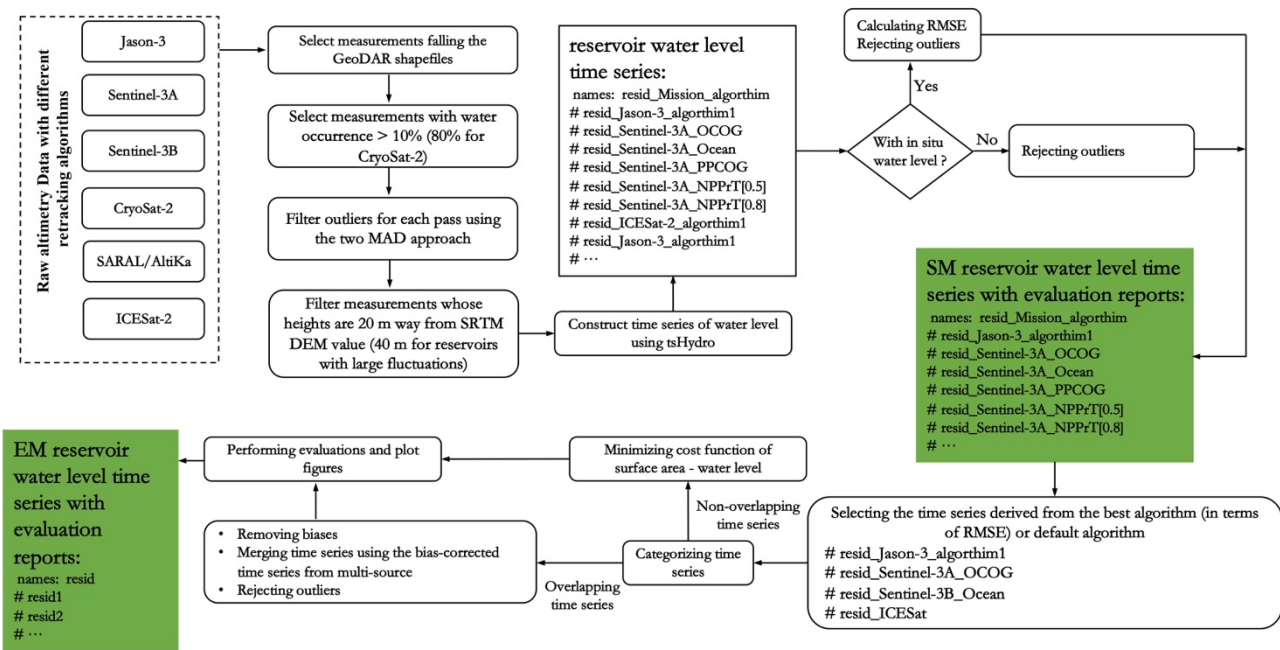 Raw altimetry Data with different
retracking algorithms
Jason-3
Sentinel-3A
Sentinel-3B
CryoSat-2
SARAL/AltiKa
ICESat-2
Select measurements falling the
GeoDAR shapefiles
Select measurements with water
occurrence > 10% (80% for
CryoSat-2)
Filter outliers for each pass using
the two MAD approach
Filter measurements whose
heights are 20 m way from SRTM
DEM value (40 m for reservoirs
with large fluctuations)
Construct time series of water level
using tsHydro
reservoir water level
time series:
names: resid_Mission_algorthim
# resid_Jason-3_algorthim1
# resid_Sentinel-3A_OCOG
# resid_Sentinel-3A_Ocean
# resid_Sentinel-3A_PPCOG
# resid_Sentinel-3A_NPPrT[0.5]
# resid_Sentinel-3A_NPPrT[0.8]
# resid_ICESat-2_algorthim1
# resid_Jason-3_algorthim1
# …
With in situ
water level ?
Yes
Calculating RMSE
Rejecting outliers
No
Rejecting outliers
SM reservoir water level time
series with evaluation reports:
names: resid_Mission_algorthim
# resid_Jason-3_algorthim1
# resid_Sentinel-3A_OCOG
# resid_Sentinel-3A_Ocean
# resid_Sentinel-3A_PPCOG
# resid_Sentinel-3A_NPPrT[0.5]
# resid_Sentinel-3A_NPPrT[0.8]
# …
Selecting the time series derived from the best algorithm (in terms
of RMSE) or default algorithm
# resid_Jason-3_algorthim1
# resid_Sentinel-3A_OCOG
# resid_Sentinel-3B_Ocean
# resid_ICESat
Categorizing time
series
Non-overlapping
time series
Minimizing cost function of
surface area - water level
Overlapping
time series
• Removing biases
• Merging time series using the bias-corrected
time series from multi-source
• Rejecting outliers
Performing evaluations and plot
figures
EM reservoir
water level time
series with
evaluation
reports:
names: resid
# resid1
# resid2
# …